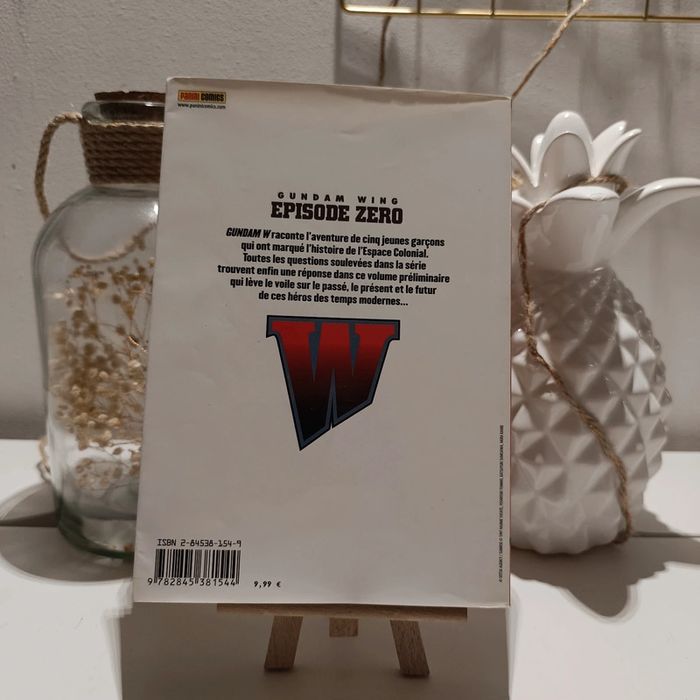 PANINI COMICS
www.paninicomics.com
GUNDAM WING
EPISODE ZERO
GUNDAM W raconte l'aventure de cinq jeunes garçons
qui ont marqué l'histoire de l'Espace Colonial.
Toutes les questions soulevées dans la série
trouvent enfin une réponse dans ce volume préliminaire
qui lève le voile sur le passé, le présent et le futur
de ces héros des temps modernes...
W
ISBN 2-84538-154-9
9 782845 381544
9,99 €